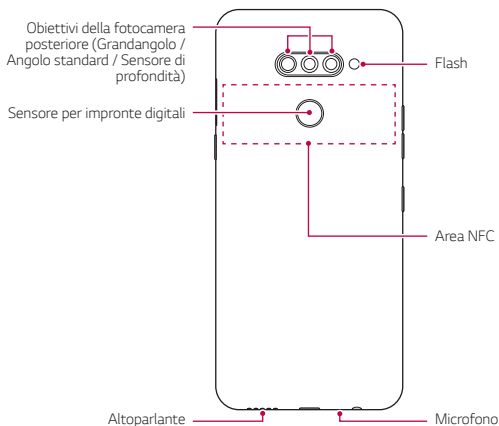 Obiettivi della fotocamera
posteriore (Grandangolo /
Angolo standard / Sensore di
profondità)
Flash
Sensore per impronte digitali
Area NFC
Altoparlante
Microfono